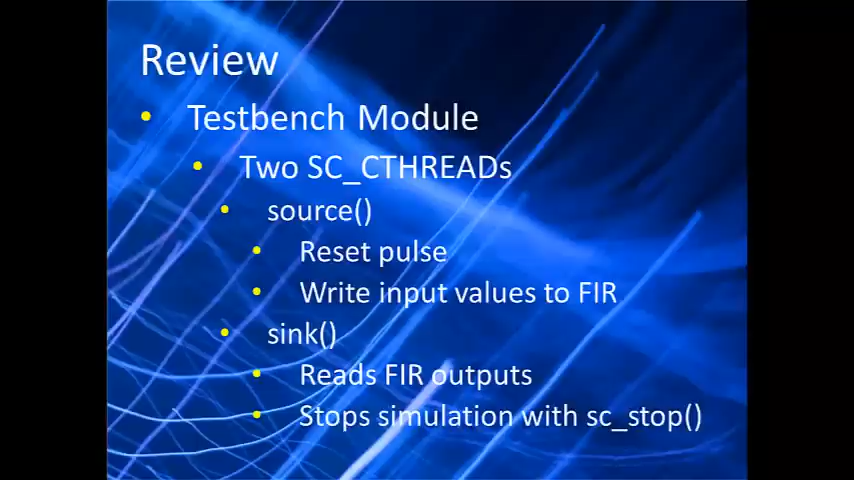 Review
• Testbench Module
• Two SC_CTHREADs
• source()
• Reset pulse
• Write input values to FIR
• sink()
• Reads FIR outputs
• Stops simulation with sc_stop()